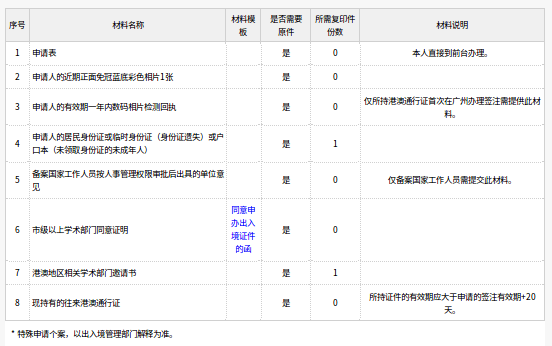 序号 材料名称 材料模板 是否需要原件 所需复印件份数 材料说明
1 申请表 是 0 本人直接到前台办理。
2 申请人的近期正面免冠蓝底彩色相片1张 是 0
3 申请人的有效期一年内数码相片检测回执 是 0 仅所持港澳通行证首次在广州办理签注需提供此材料。
4 申请人的居民身份证或临时身份证（身份证遗失）或户口本（未领取身份证的未成年人） 是 1
5 备案国家工作人员按人事管理权限审批后出具的单位意见 是 0 仅备案国家工作人员需提交此材料。
6 市级以上学术部门同意证明 同意申办出入境证件的函 是 0
7 港澳地区相关学术部门邀请书 是 1
8 现持有的往来港澳通行证 是 0 所持证件的有效期应大于申请的签注有效期+20天。
* 特殊申请个案，以出入境管理部门解释为准。